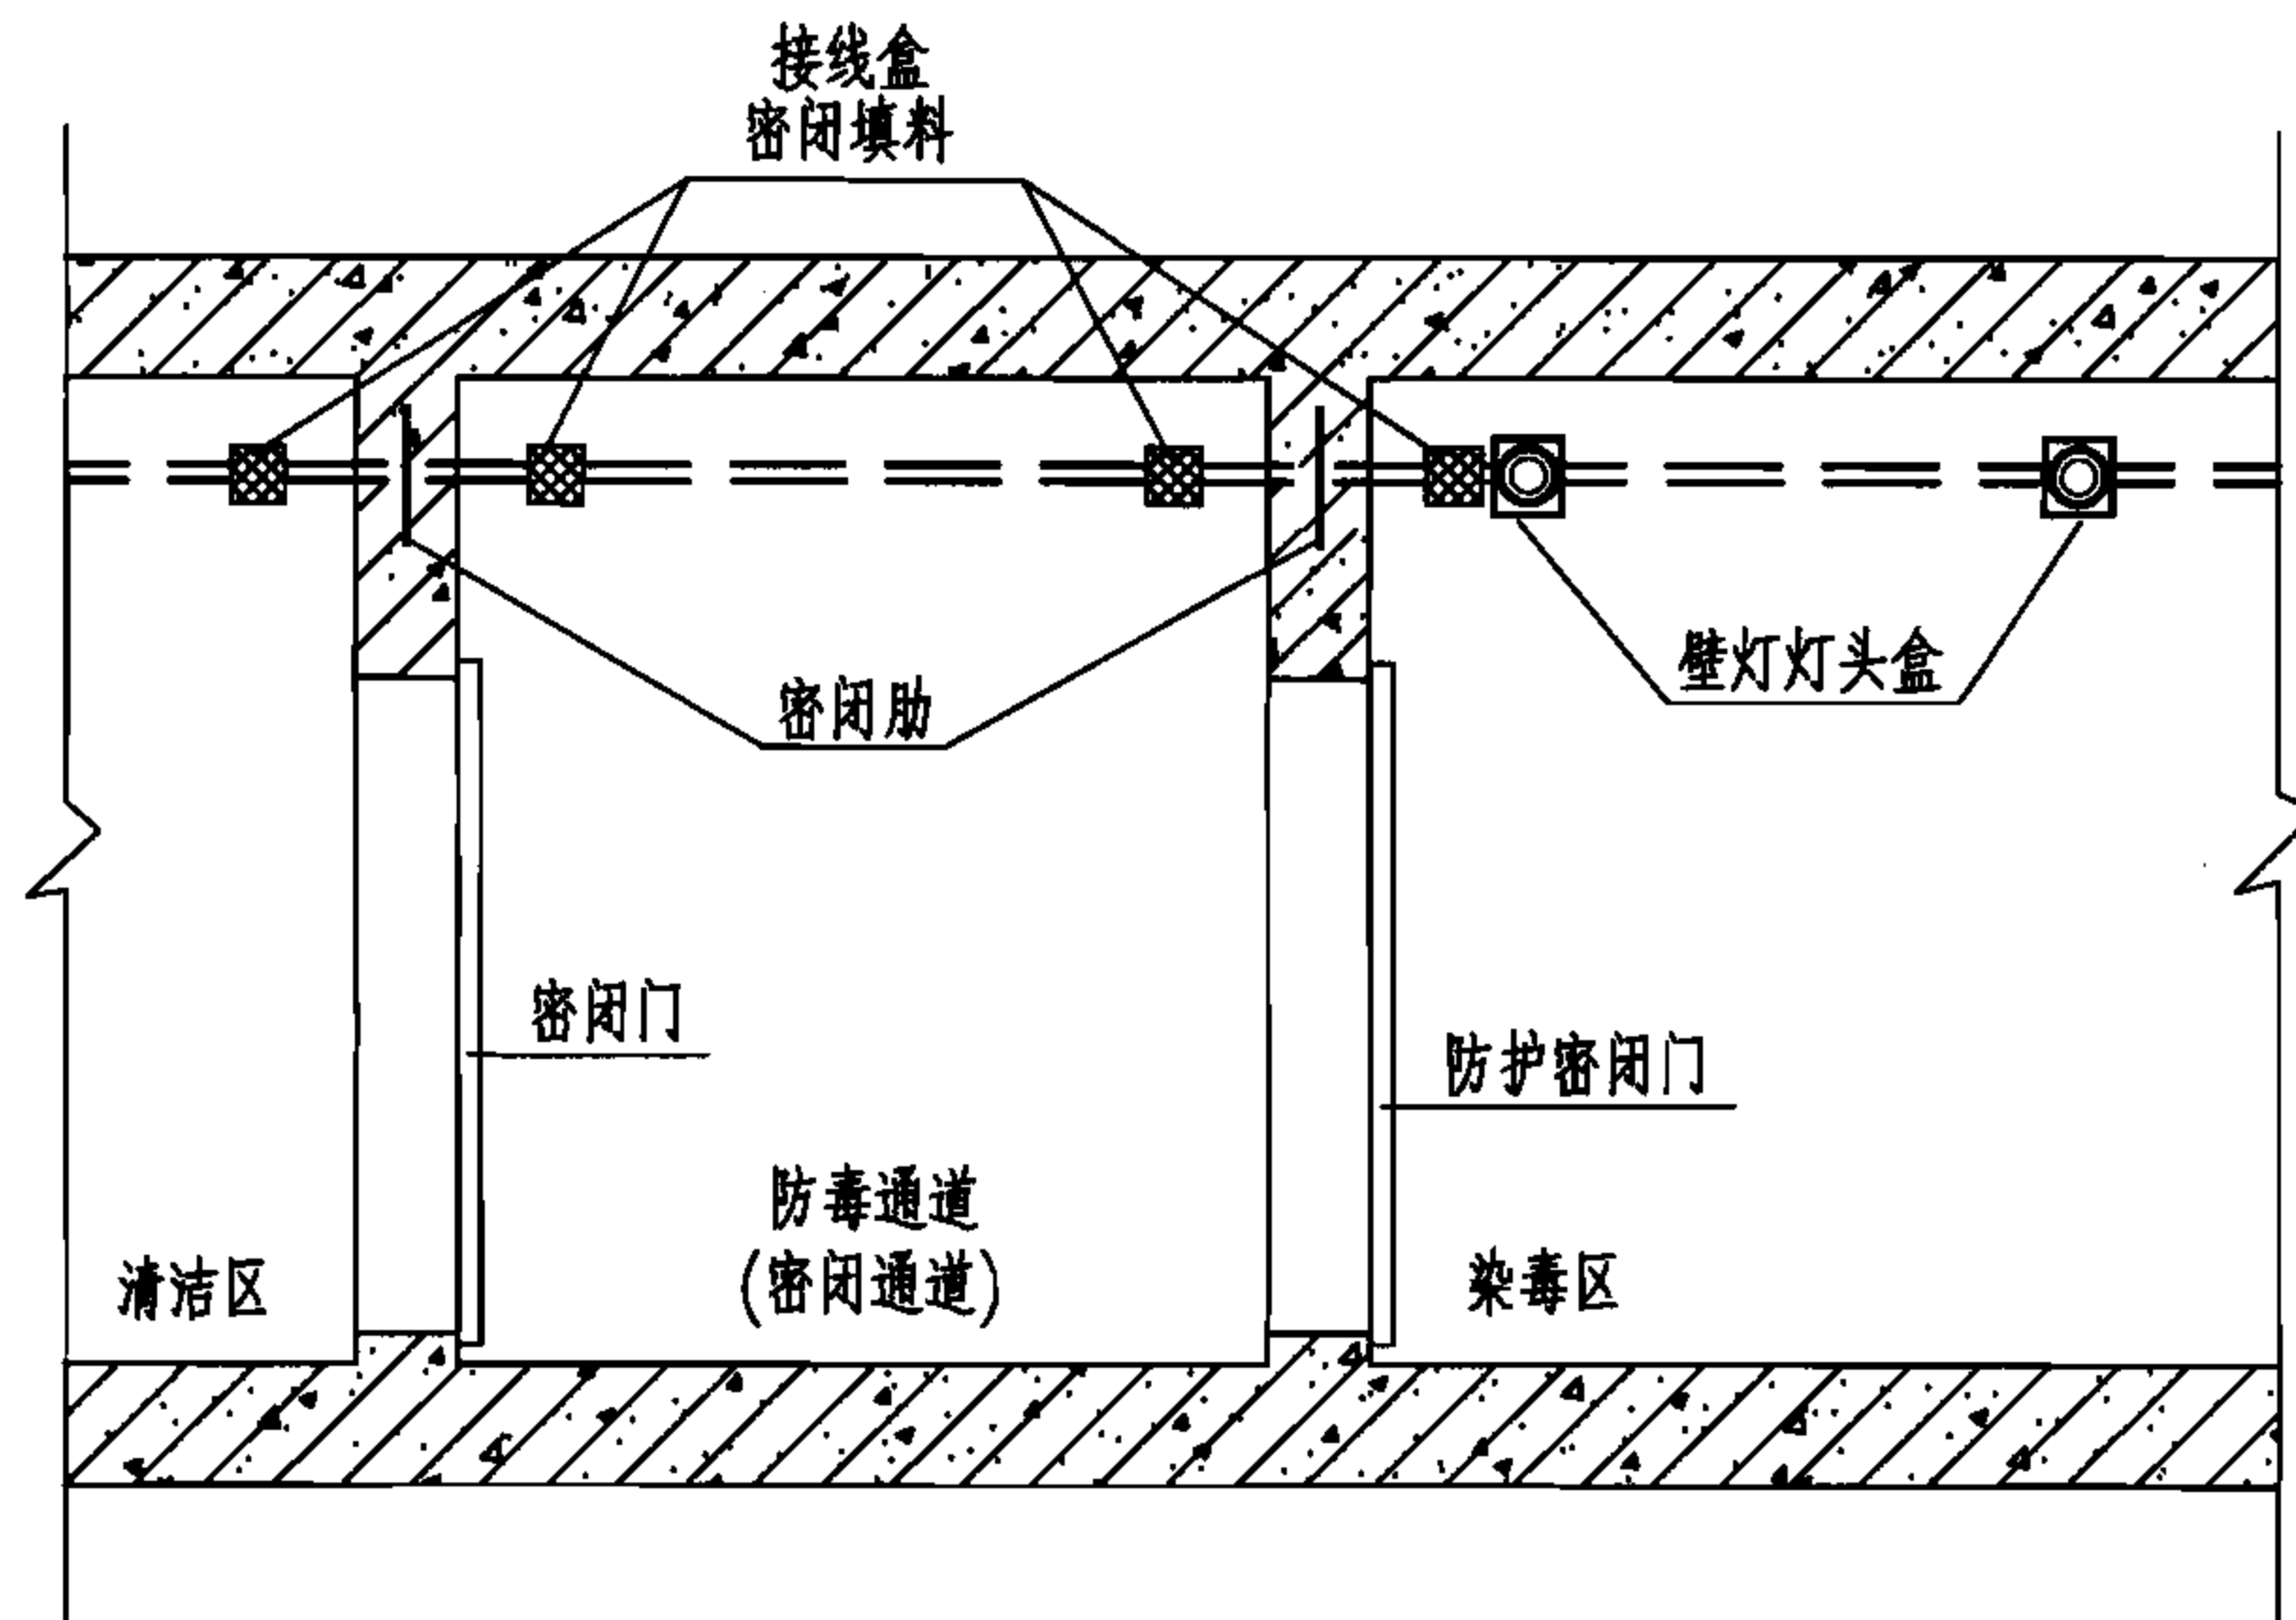 接线盒
密闭填料
密闭肋
壁灯灯头盒
密闭门
防护密闭门
防毒通道
(密闭通道)
清洁区
染毒区